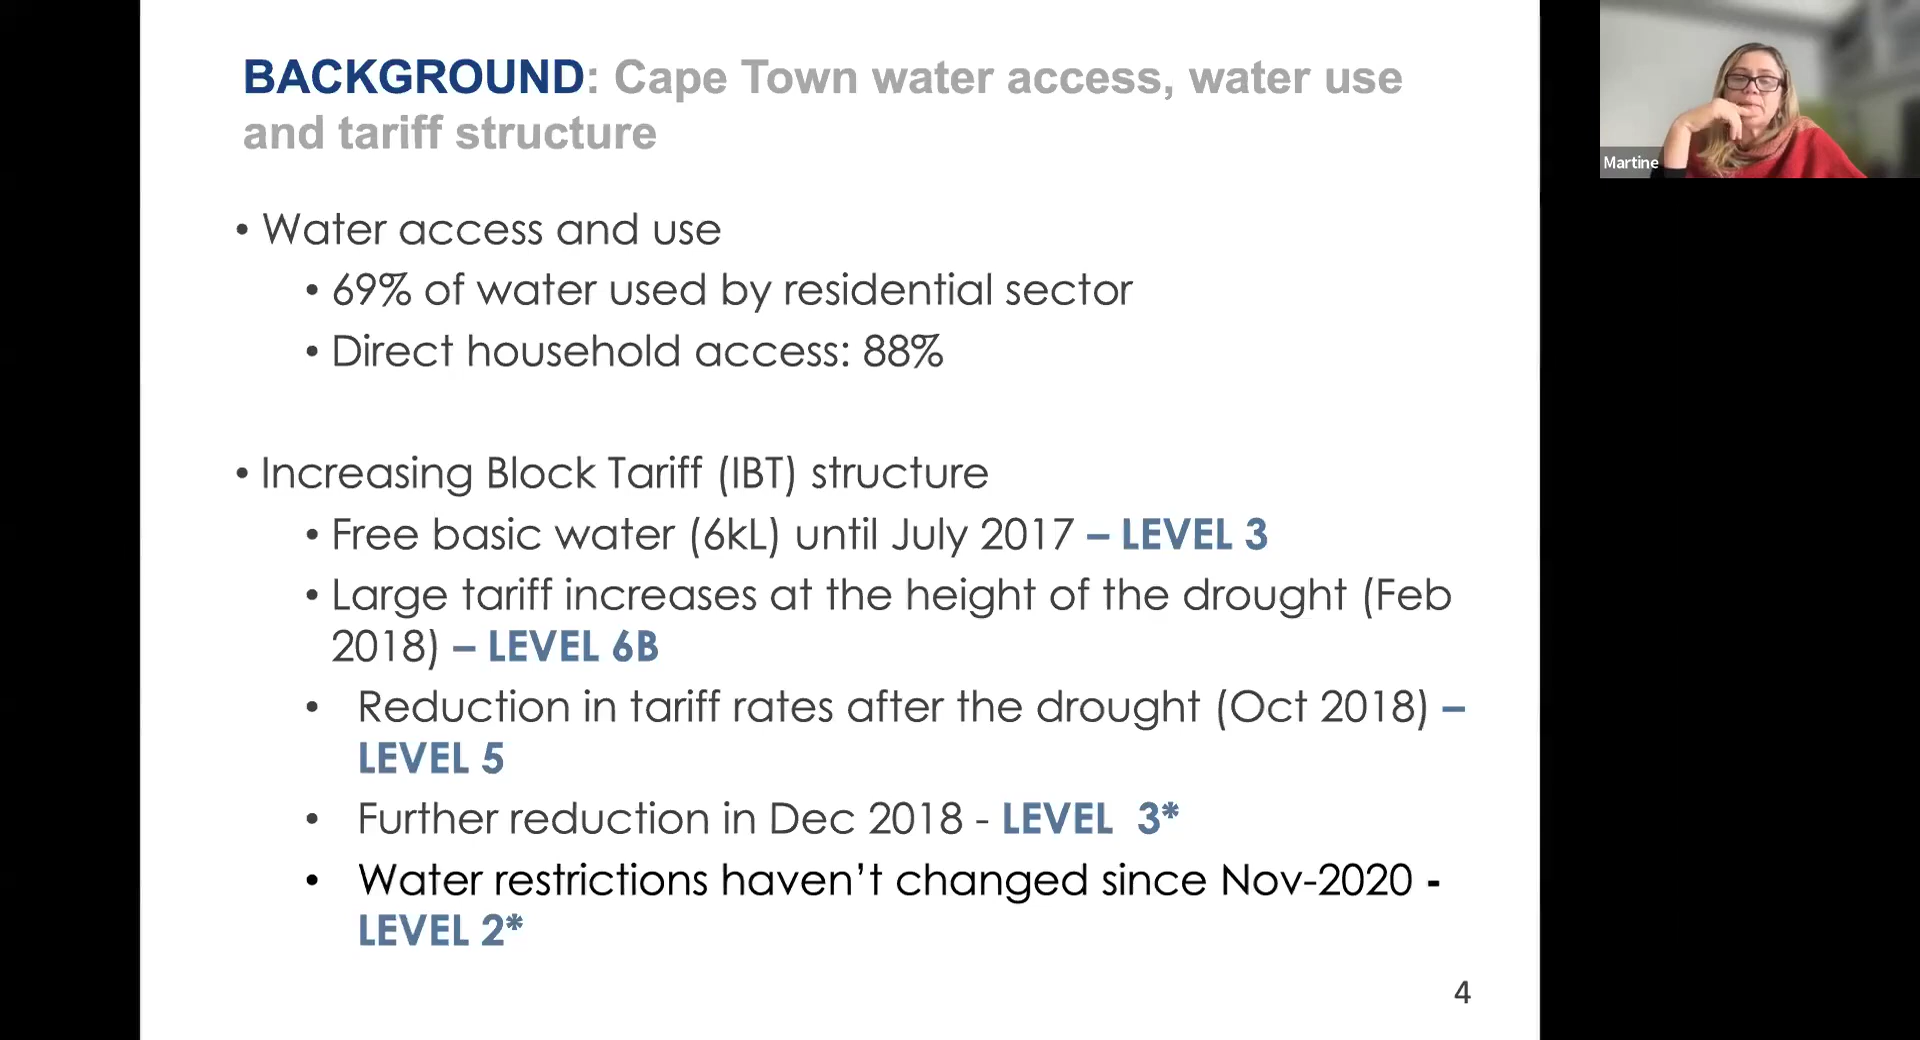 BACKGROUND: Cape Town water access, water use
and tariff structure
• Water access and use
• 69% of water used by residential sector
• Direct household access: 88%
• Increasing Block Tariff (IBT) structure
• Free basic water (6kL) until July 2017 – LEVEL 3
• Large tariff increases at the height of the drought (Feb
2018) – LEVEL 6B
• Reduction in tariff rates after the drought (Oct 2018) –
LEVEL 5
• Further reduction in Dec 2018 - LEVEL 3*
• Water restrictions haven’t changed since Nov-2020 -
LEVEL 2*
4
Martine